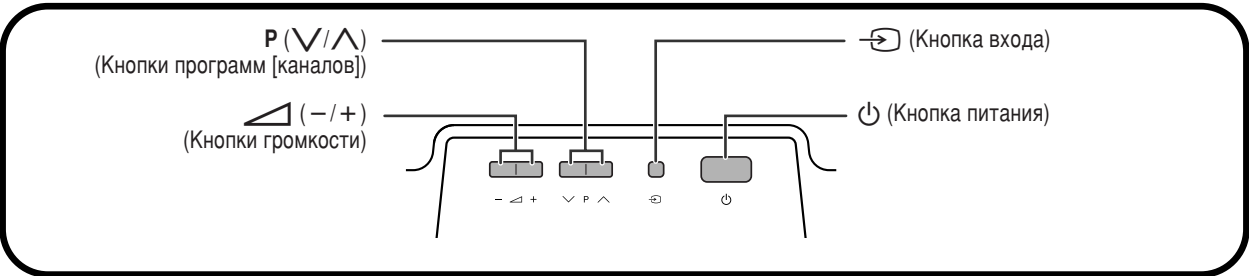 P (∨/∧)
(Кнопки программ [каналов])
(−/+)
(Кнопки громкости)
(Кнопка входа)
(Кнопка питания)
− +
∨ P ∧